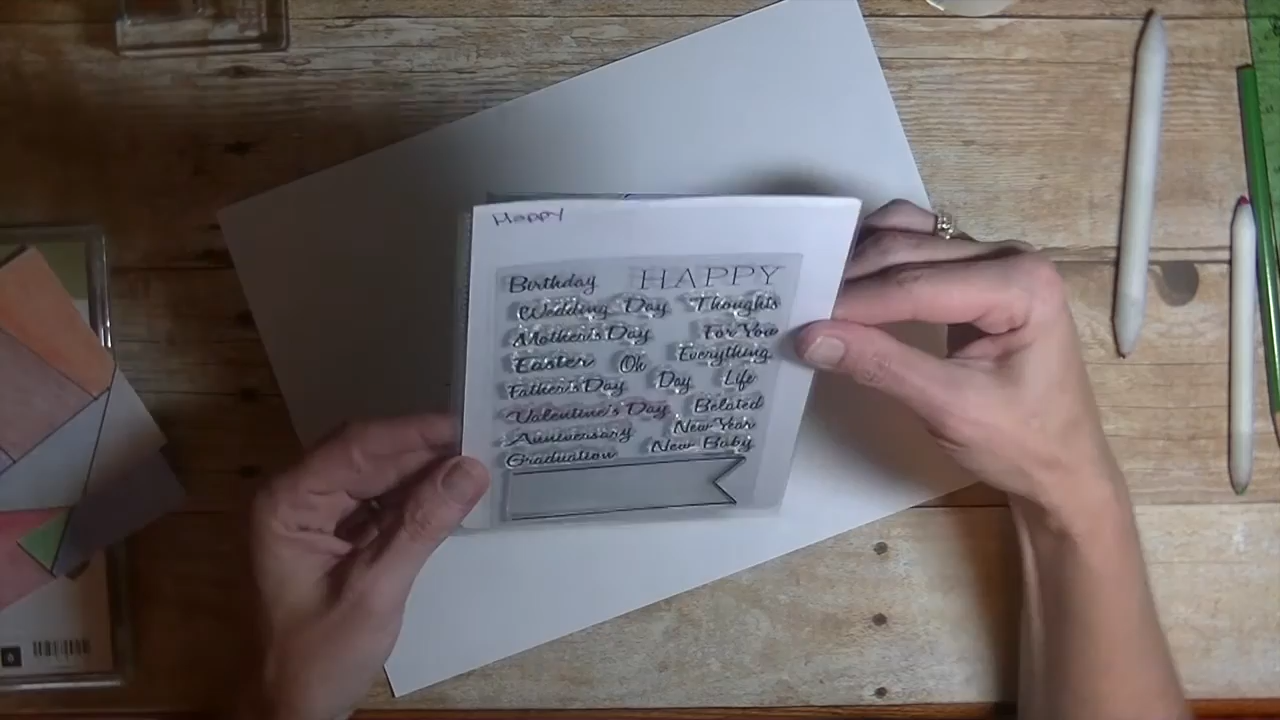 Happy
Birthday HAPPY
Wedding Day Thoughts
Mother's Day For You
Easter Oh Everything
Father's Day Day Life
Valentine's Day Belated
Anniversary New Year
Graduation New Baby